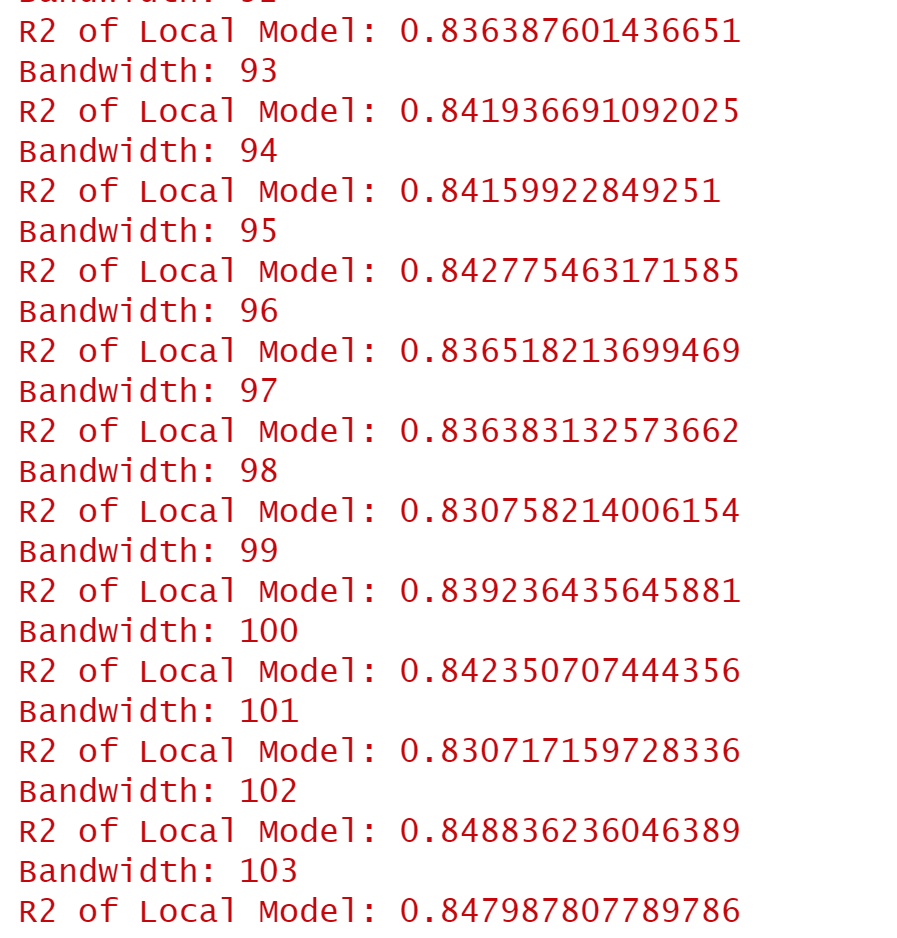 R2 of Local Model: 0.836387601436651
Bandwidth: 93
R2 of Local Model: 0.841936691092025
Bandwidth: 94
R2 of Local Model: 0.84159922849251
Bandwidth: 95
R2 of Local Model: 0.842775463171585
Bandwidth: 96
R2 of Local Model: 0.836518213699469
Bandwidth: 97
R2 of Local Model: 0.836383132573662
Bandwidth: 98
R2 of Local Model: 0.830758214006154
Bandwidth: 99
R2 of Local Model: 0.839236435645881
Bandwidth: 100
R2 of Local Model: 0.842350707444356
Bandwidth: 101
R2 of Local Model: 0.830717159728336
Bandwidth: 102
R2 of Local Model: 0.848836236046389
Bandwidth: 103
R2 of Local Model: 0.847987807789786